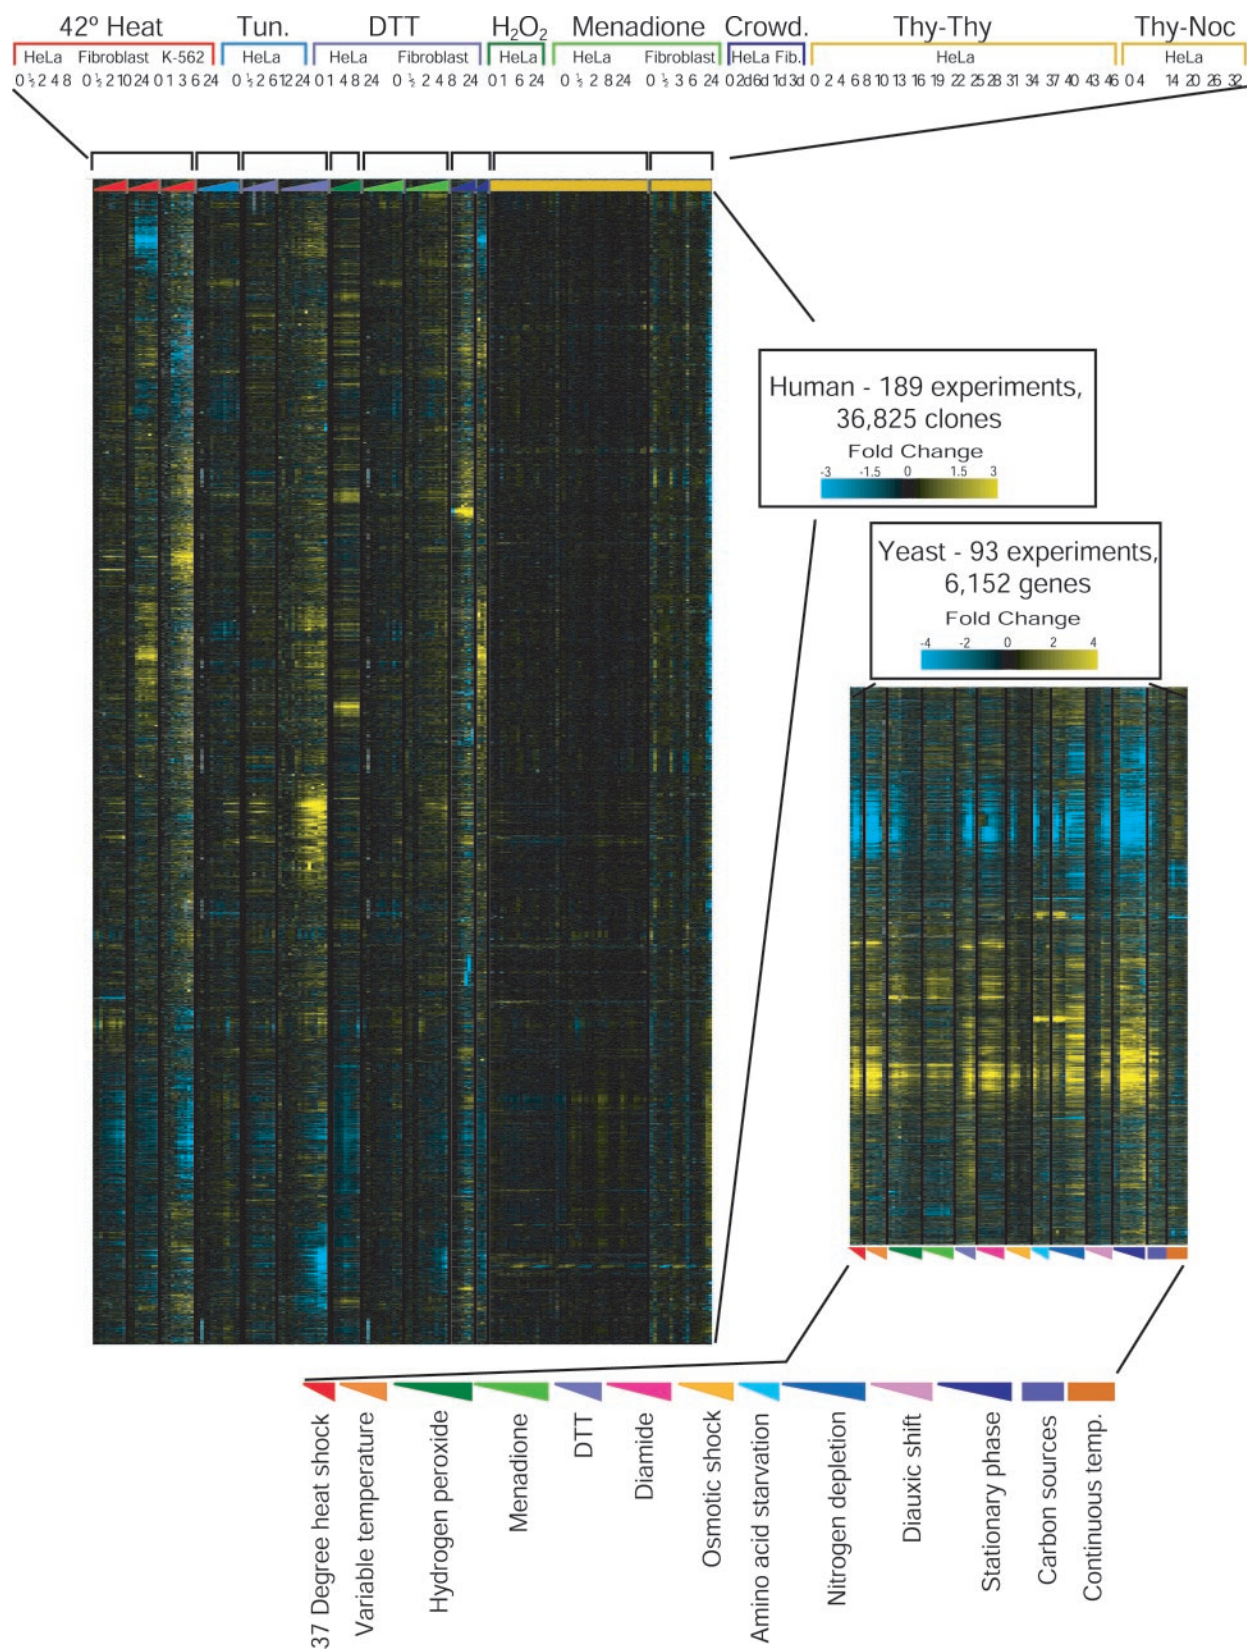 42º Heat Tun. DTT H₂O₂ Menadione Crowd. Thy-Thy Thy-Noc
HeLa Fibroblast K-562 HeLa HeLa Fibroblast HeLa HeLa Fibroblast HeLa Fib. HeLa HeLa
0 ½ 2 4 8 0 ½ 2 10 24 0 1 3 6 24 0 ½ 2 6 12 24 0 1 4 8 24 0 ½ 2 4 8 24 0 1 6 24 0 ½ 2 8 24 0 ½ 3 6 24 0 2d 6d 1d 3d 0 2 4 6 8 10 13 16 19 22 25 28 31 34 37 40 43 46 0 4 14 20 26 32
Human - 189 experiments,
36,825 clones
Fold Change
-3 -1.5 0 1.5 3
Yeast - 93 experiments,
6,152 genes
Fold Change
-4 -2 0 2 4
37 Degree heat shock
Variable temperature
Hydrogen peroxide
Menadione
DTT
Diamide
Osmotic shock
Amino acid starvation
Nitrogen depletion
Diauxic shift
Stationary phase
Carbon sources
Continuous temp.